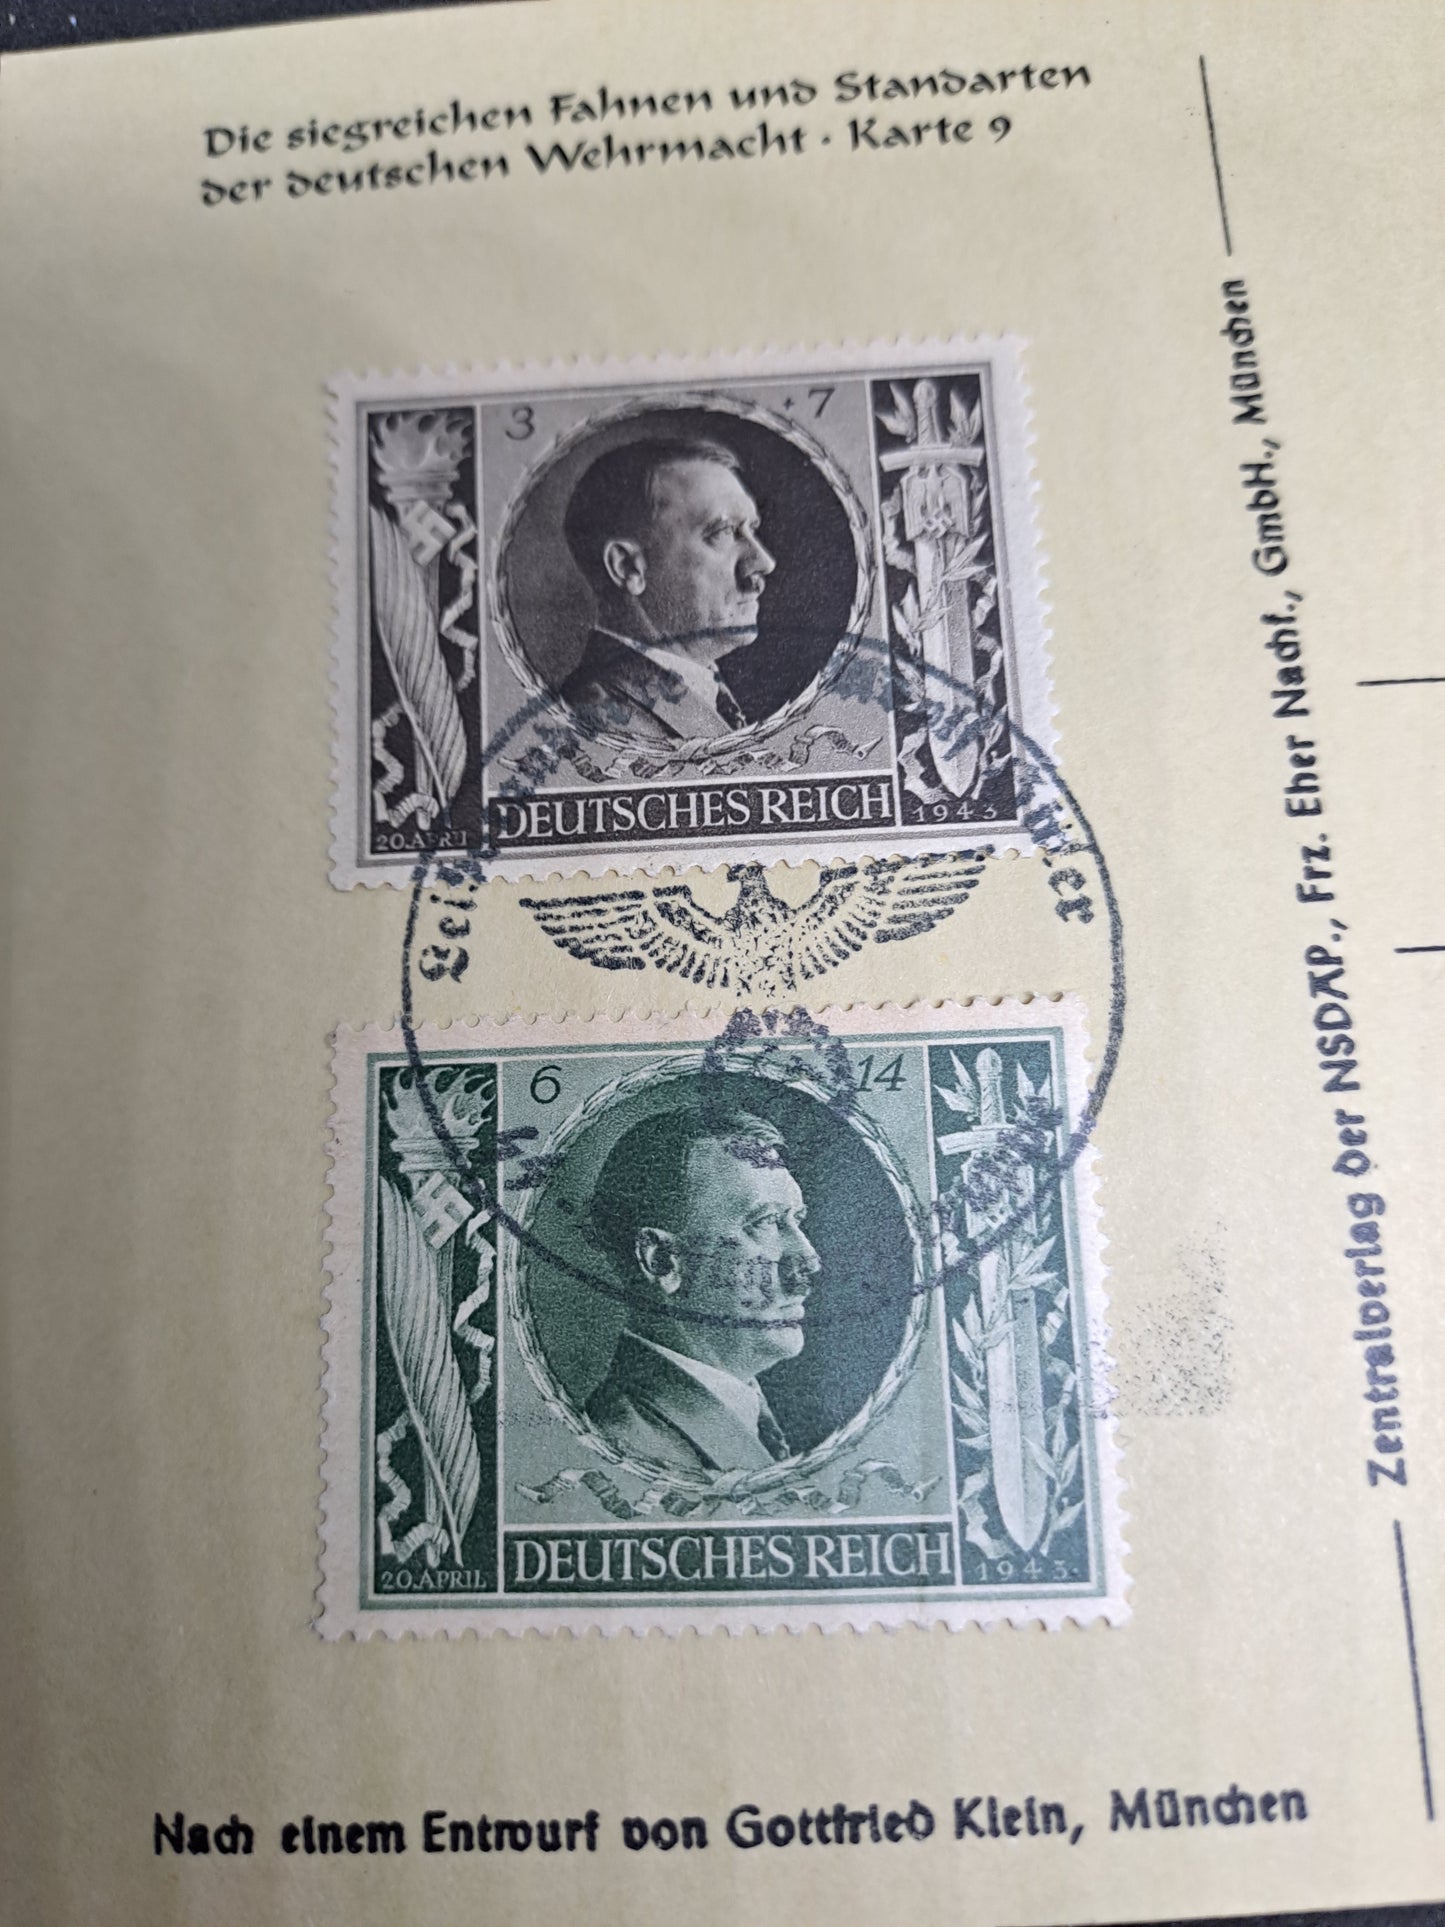 Die siegreichen Fahnen und Standarten
der deutschen Wehrmacht · Karte 9
3 + 7
20. APRIL
DEUTSCHES REICH
1943
6 14
20. APRIL
DEUTSCHES REICH
1943
Nach einem Entwurf von Gottfried Klein, München
Zentralverlag der NSDAP., Frz. Eher Nachf., GmbH., München